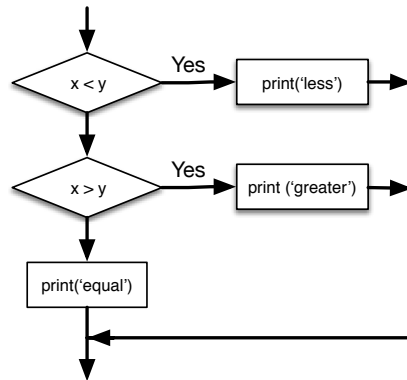 Yes
x < y
print(‘less’)
Yes
x > y
print (‘greater’)
print(‘equal’)